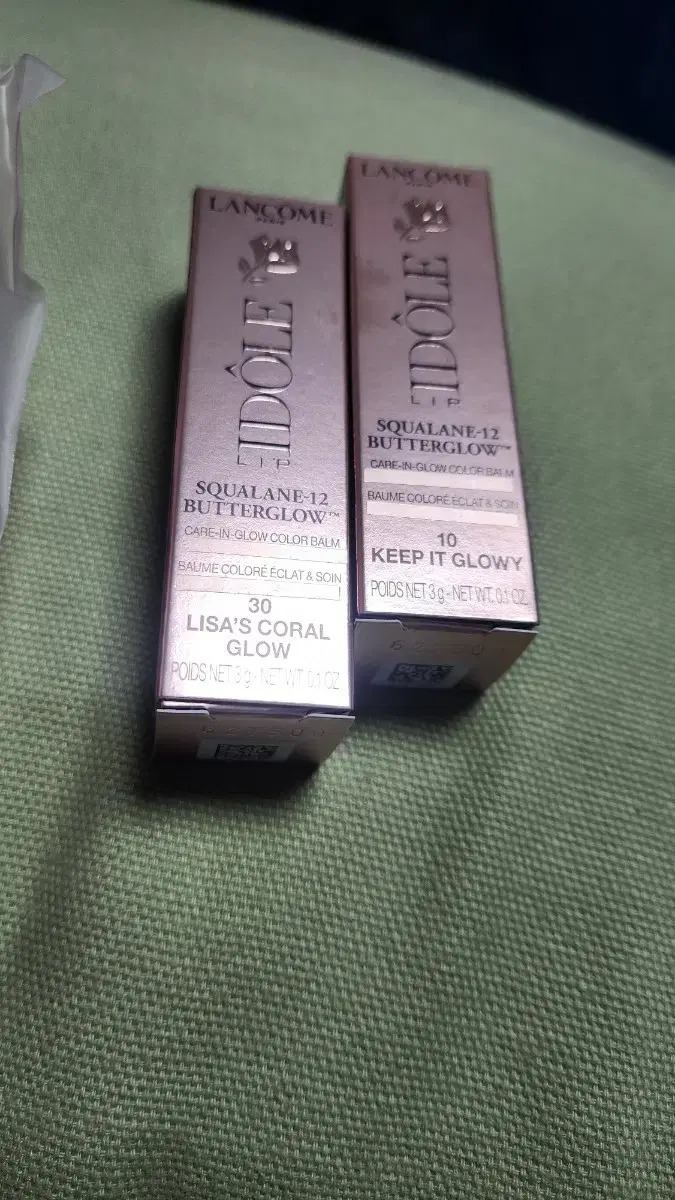 LANCOME
PARIS
LIP IDÔLE
SQUALANE-12
BUTTERGLOW™
CARE-IN-GLOW COLOR BALM
BAUME COLORÉ ÉCLAT & SOIN
30
LISA'S CORAL
GLOW
POIDS NET 3 g - NET WT. 0.1 OZ
LANCOME
PARIS
LIP IDÔLE
SQUALANE-12
BUTTERGLOW™
CARE-IN-GLOW COLOR BALM
BAUME COLORÉ ÉCLAT & SOIN
10
KEEP IT GLOWY
POIDS NET 3 g - NET WT. 0.1 OZ